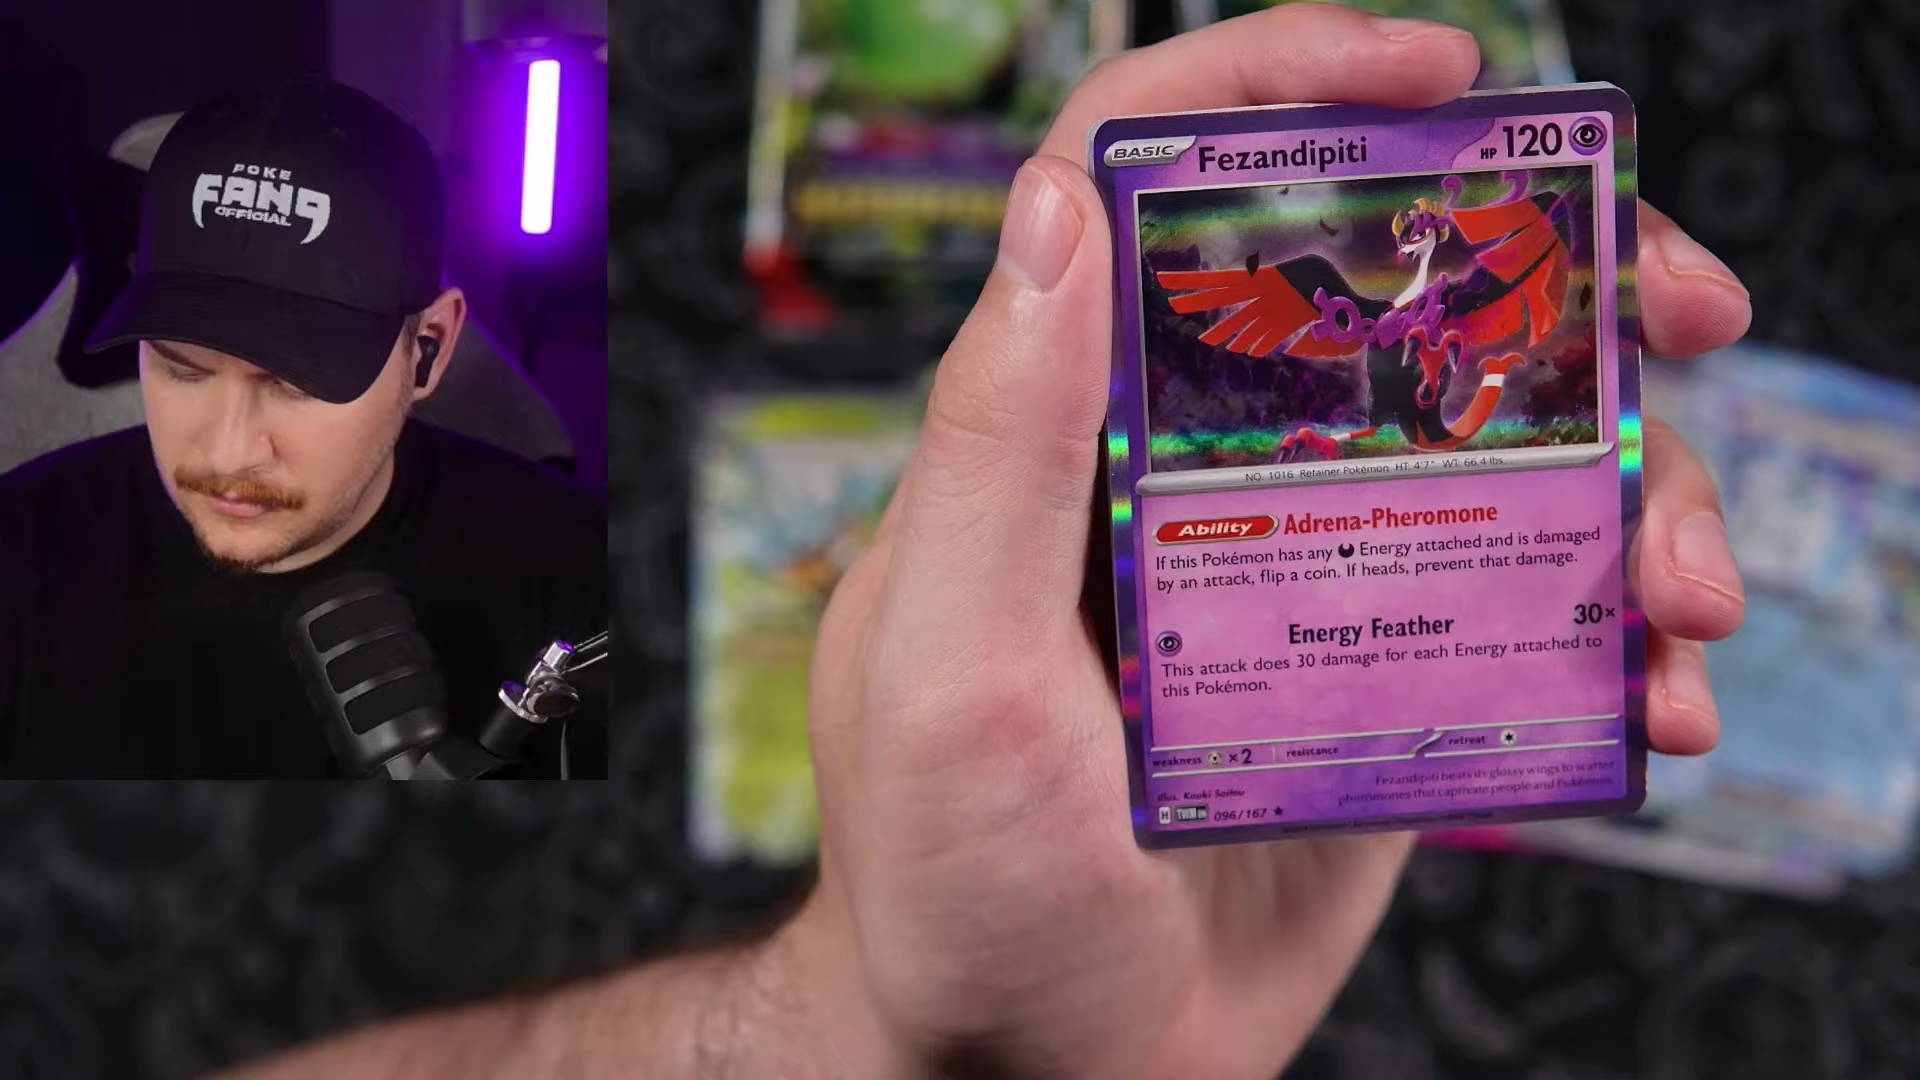 POKE
FANG
OFFICIAL
BASIC Fezandipiti HP 120
NO. 1016 Retainer Pokémon HT: 4'7" WT: 66.4 lbs.
Ability Adrena-Pheromone
If this Pokémon has any Energy attached and is damaged
by an attack, flip a coin. If heads, prevent that damage.
Energy Feather 30×
This attack does 30 damage for each Energy attached to
this Pokémon.
weakness ×2 resistance retreat
Fezandipiti beats its glossy wings to scatter
pheromones that captivate people and Pokémon.
Illus. Kouki Saitou
H TWM EN 096/167